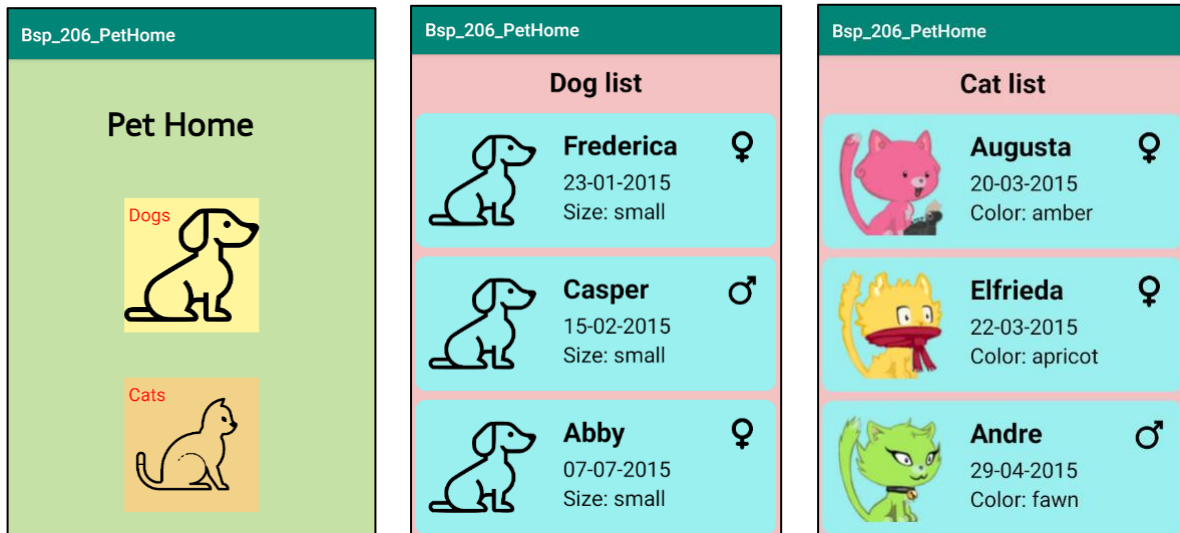 Bsp_206_PetHome
Pet Home
Dogs
Cats
Bsp_206_PetHome
Dog list
Frederica
23-01-2015
Size: small
Casper
15-02-2015
Size: small
Abby
07-07-2015
Size: small
Bsp_206_PetHome
Cat list
Augusta
20-03-2015
Color: amber
Elfrieda
22-03-2015
Color: apricot
Andre
29-04-2015
Color: fawn